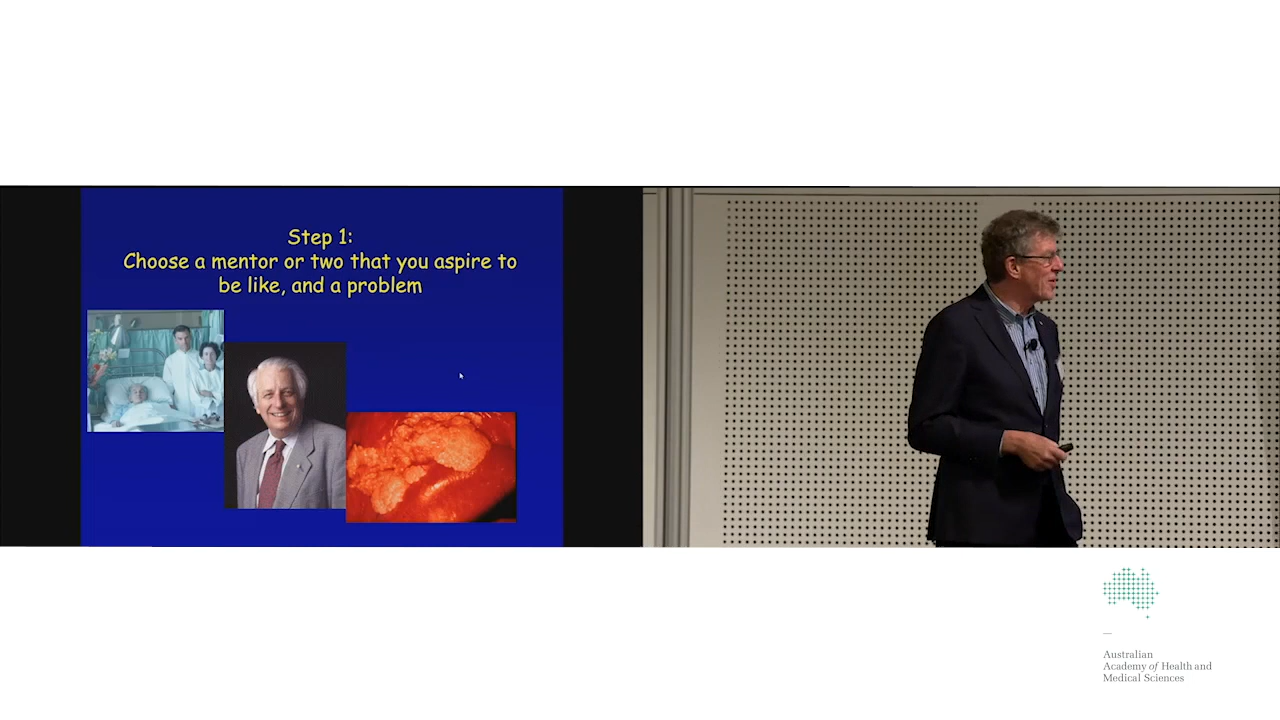 Step 1:
Choose a mentor or two that you aspire to
be like, and a problem
Australian
Academy of Health and
Medical Sciences